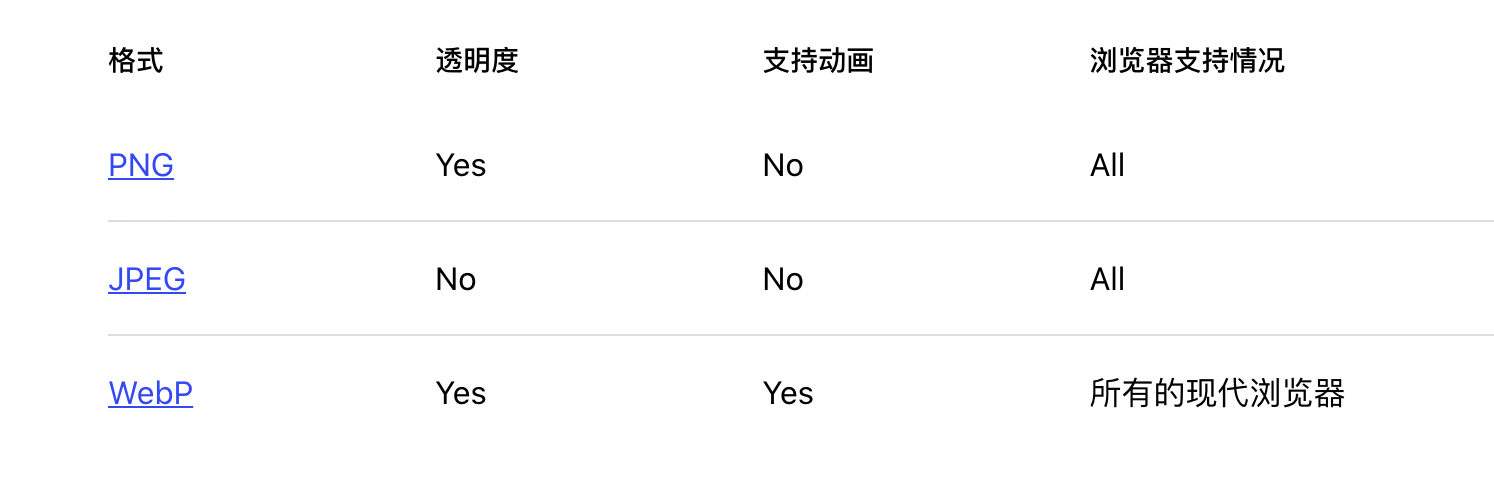 格式 透明度 支持动画 浏览器支持情况
PNG Yes No All
JPEG No No All
WebP Yes Yes 所有的现代浏览器